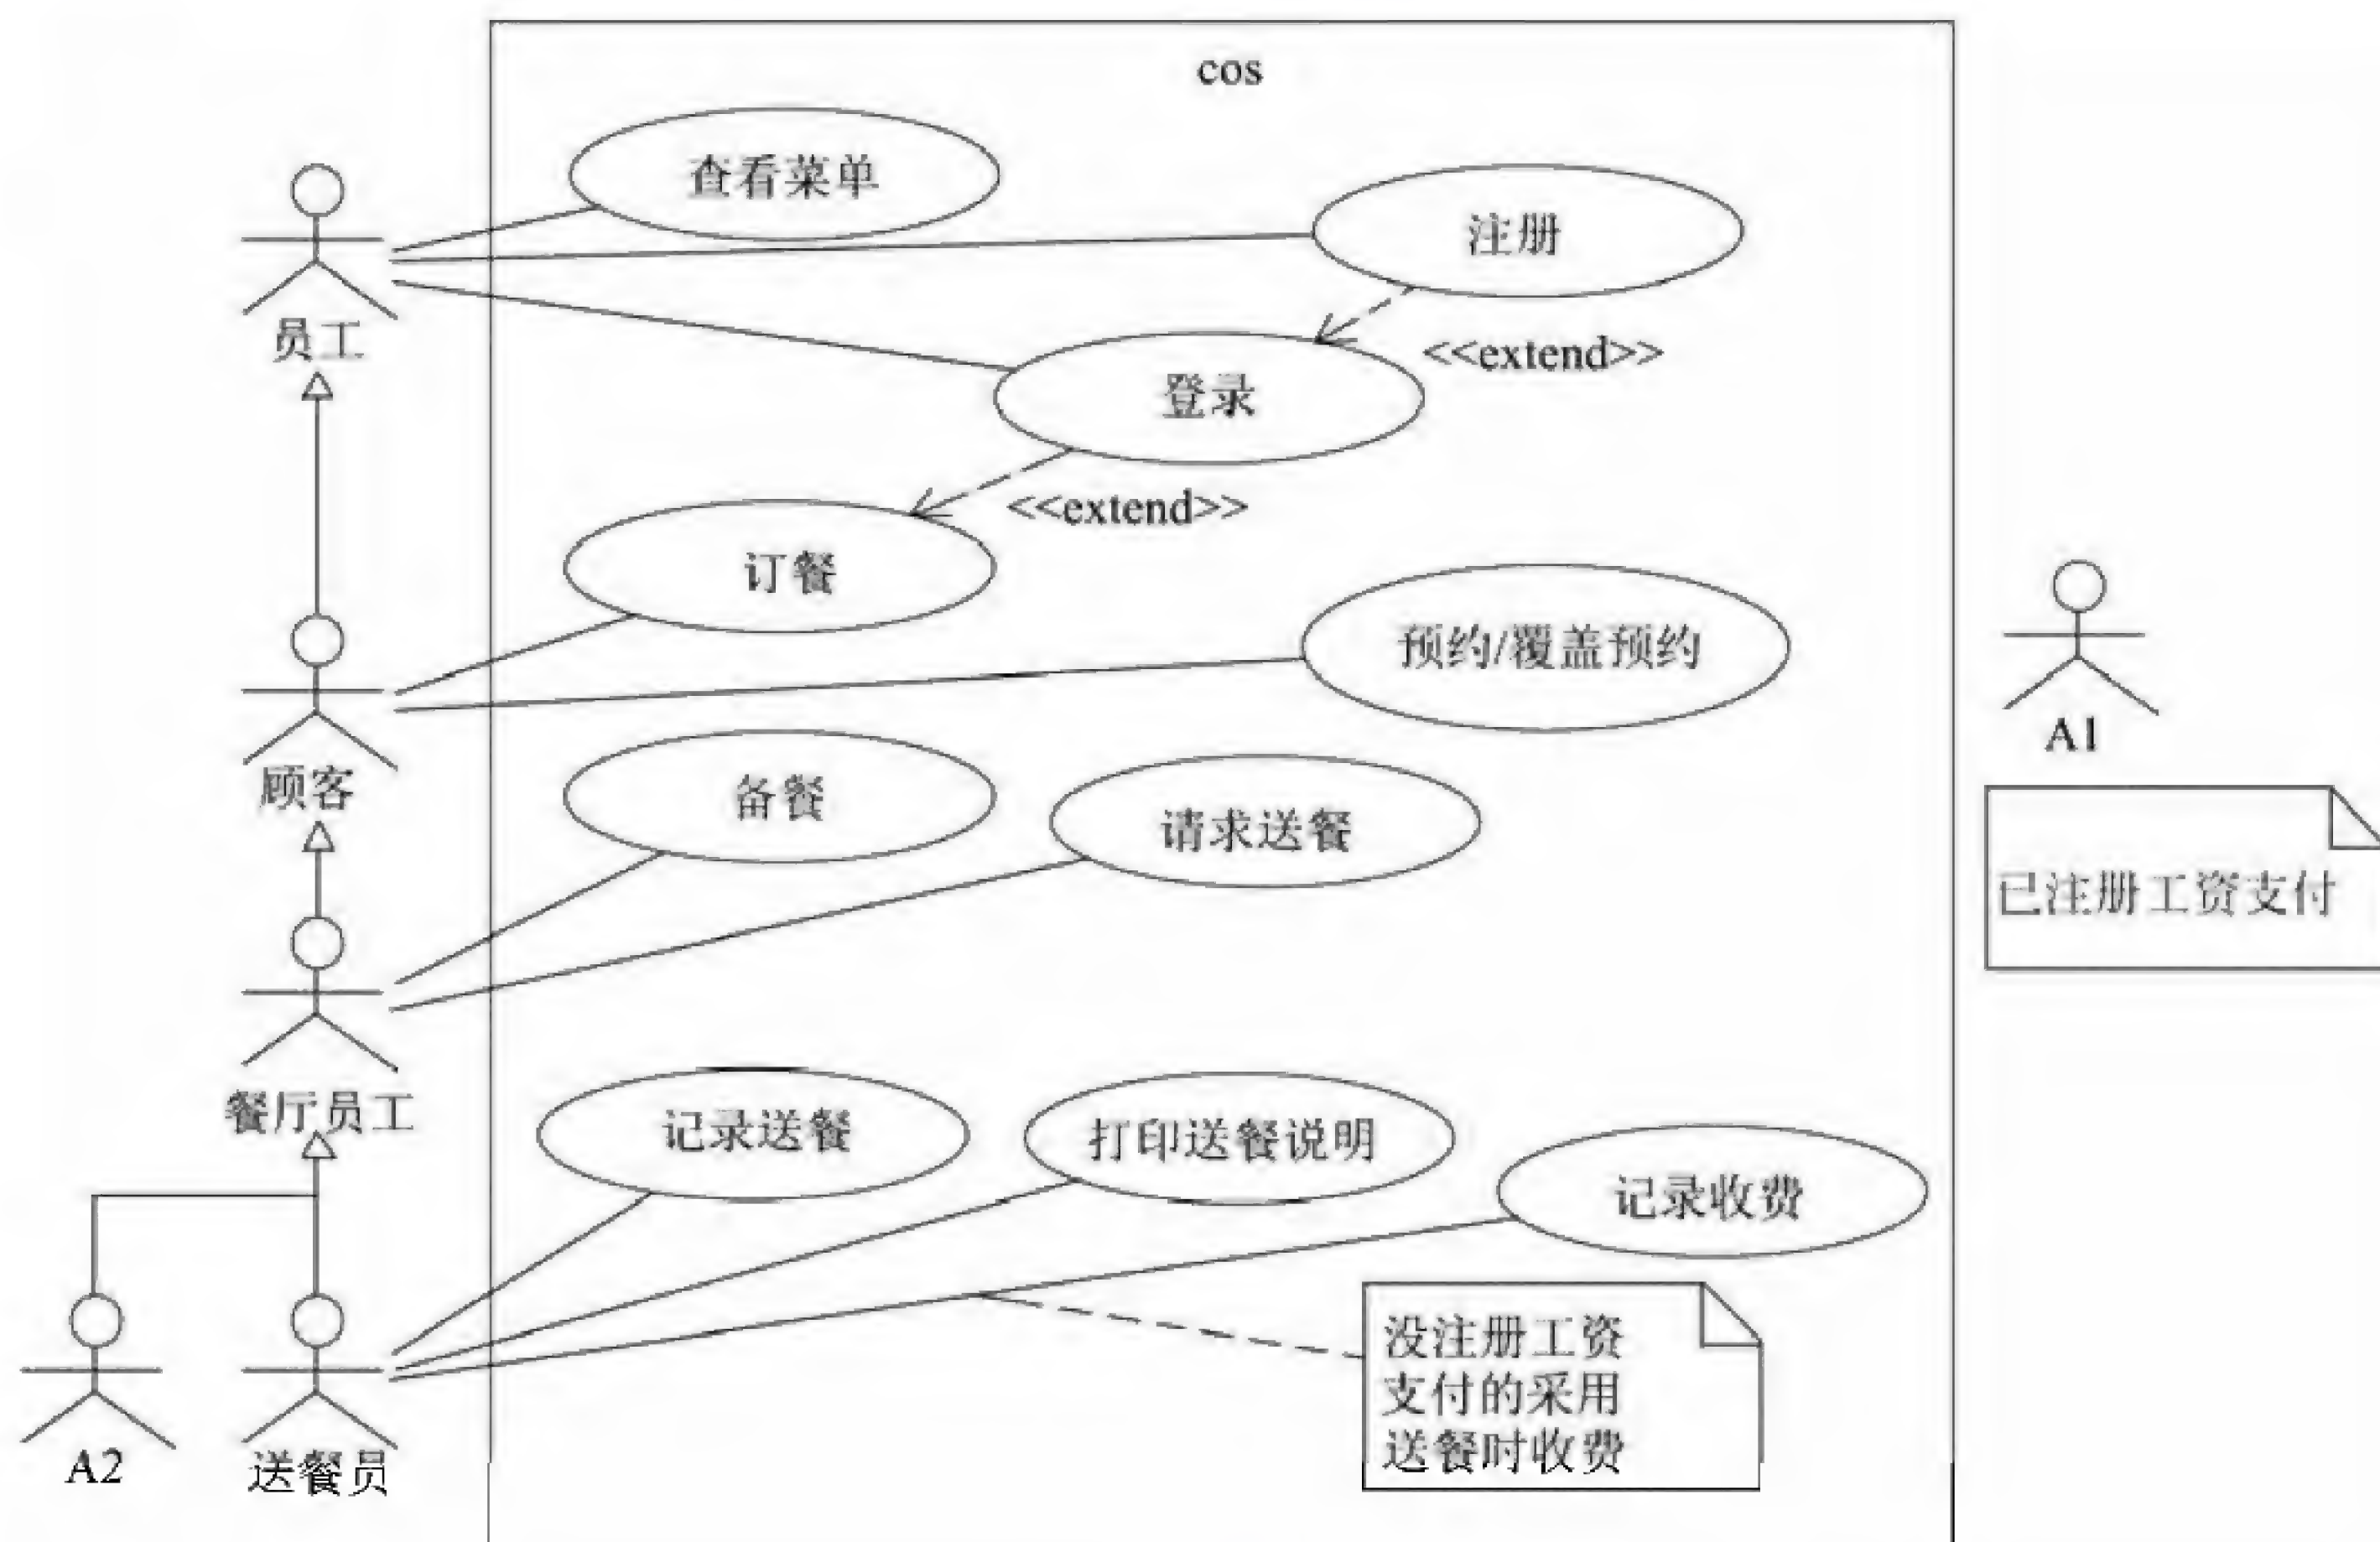 cos
查看菜单
注册
员工
<<extend>>
登录
<<extend>>
订餐
预约/覆盖预约
A1
顾客
备餐
请求送餐
已注册工资支付
餐厅员工
记录送餐
打印送餐说明
记录收费
没注册工资
支付的采用
送餐时收费
A2
送餐员